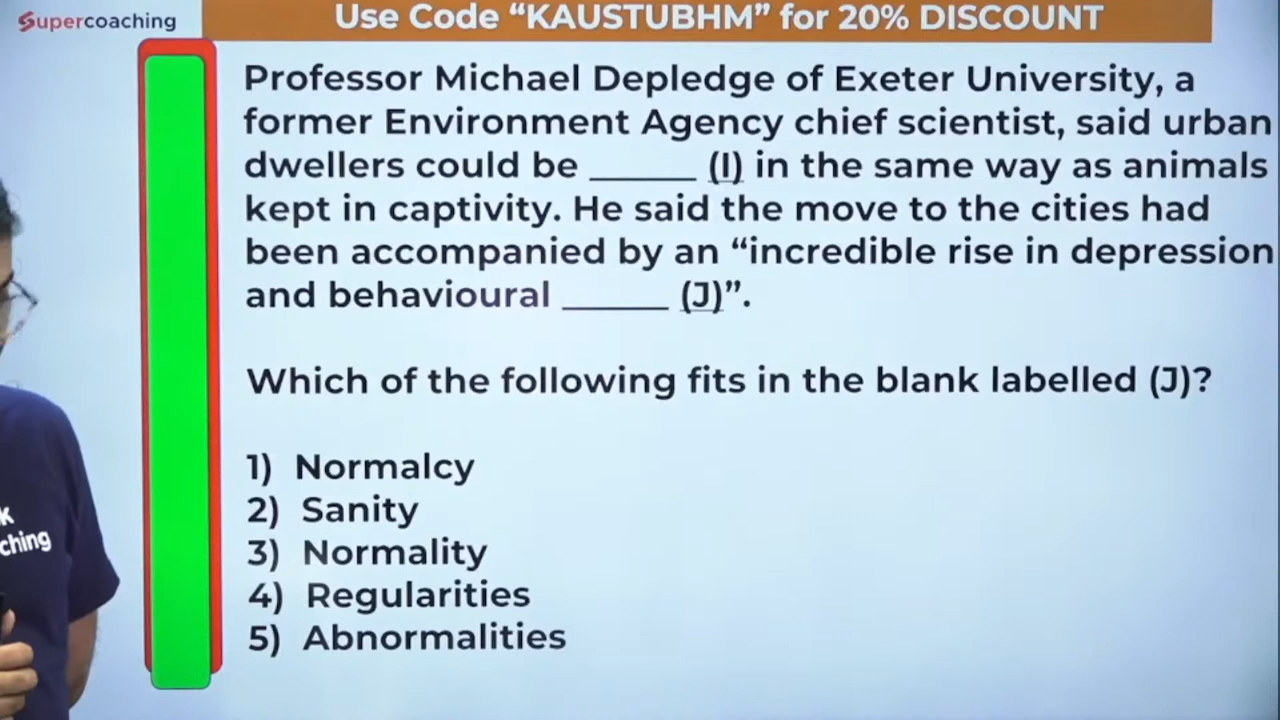 Supercoaching
Use Code “KAUSTUBHM” for 20% DISCOUNT
Professor Michael Depledge of Exeter University, a
former Environment Agency chief scientist, said urban
dwellers could be ______ (I) in the same way as animals
kept in captivity. He said the move to the cities had
been accompanied by an “incredible rise in depression
and behavioural ______ (J)”.
Which of the following fits in the blank labelled (J)?
1) Normalcy
2) Sanity
3) Normality
4) Regularities
5) Abnormalities
k
ching